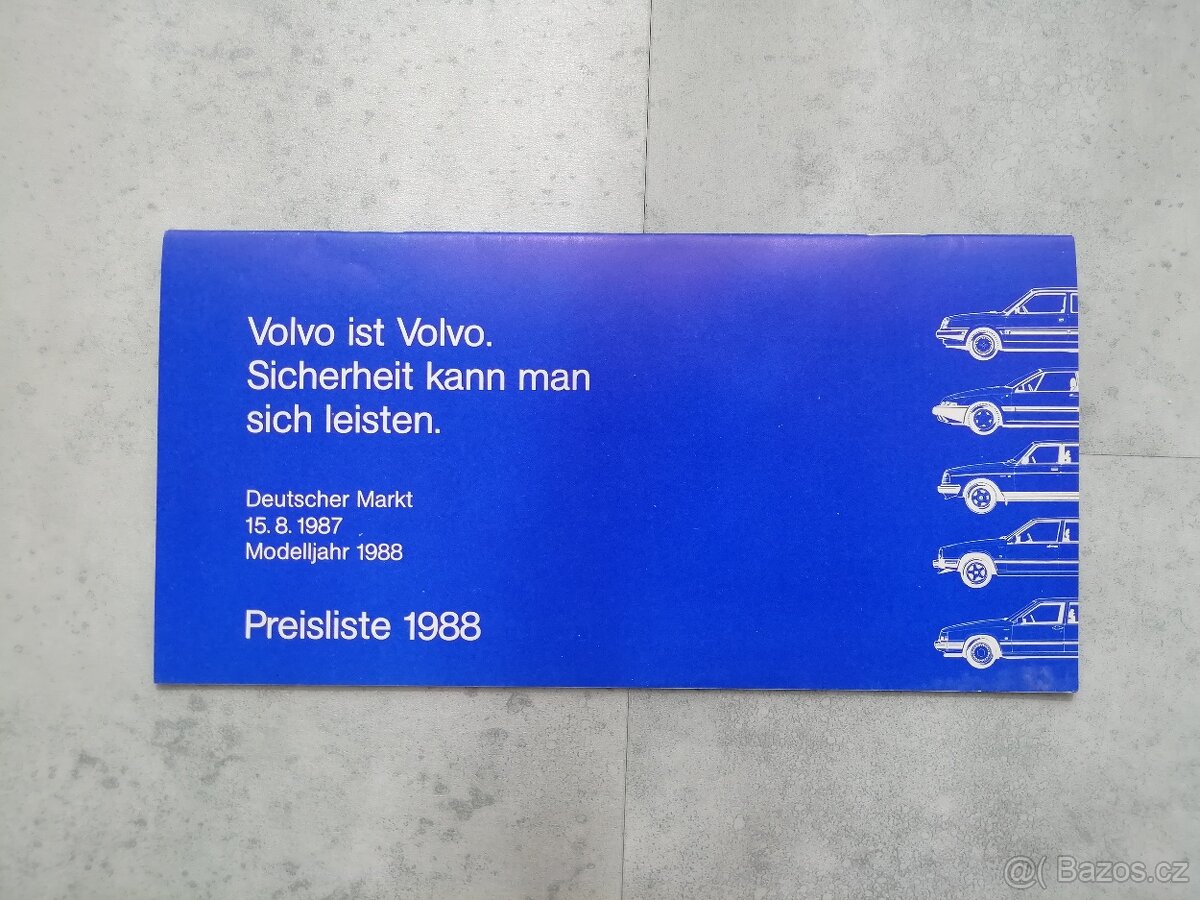 Volvo ist Volvo.
Sicherheit kann man
sich leisten.
Deutscher Markt
15.8.1987
Modelljahr 1988
Preisliste 1988
@( Bazos.cz